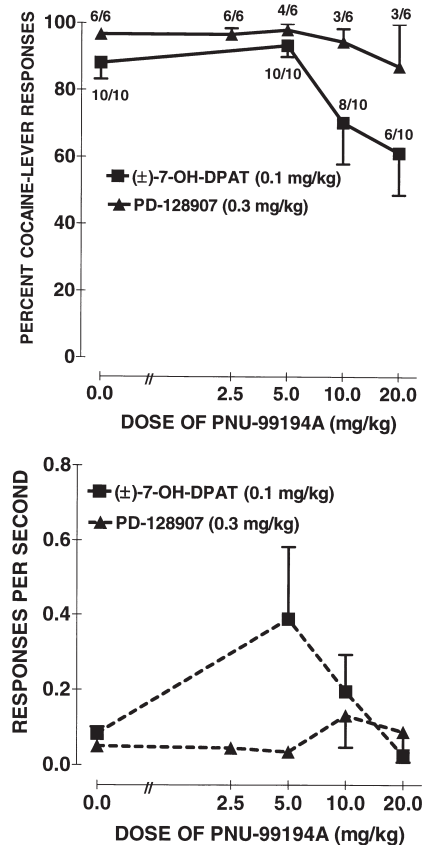 PERCENT COCAINE-LEVER RESPONSES
100
80
60
40
20
0
6/6
6/6
4/6
3/6
3/6
10/10
10/10
8/10
6/10
(±)-7-OH-DPAT (0.1 mg/kg)
PD-128907 (0.3 mg/kg)
0.0 // 2.5 5.0 10.0 20.0
DOSE OF PNU-99194A (mg/kg)
RESPONSES PER SECOND
0.8
0.6
0.4
0.2
0.0
(±)-7-OH-DPAT (0.1 mg/kg)
PD-128907 (0.3 mg/kg)
0.0 // 2.5 5.0 10.0 20.0
DOSE OF PNU-99194A (mg/kg)